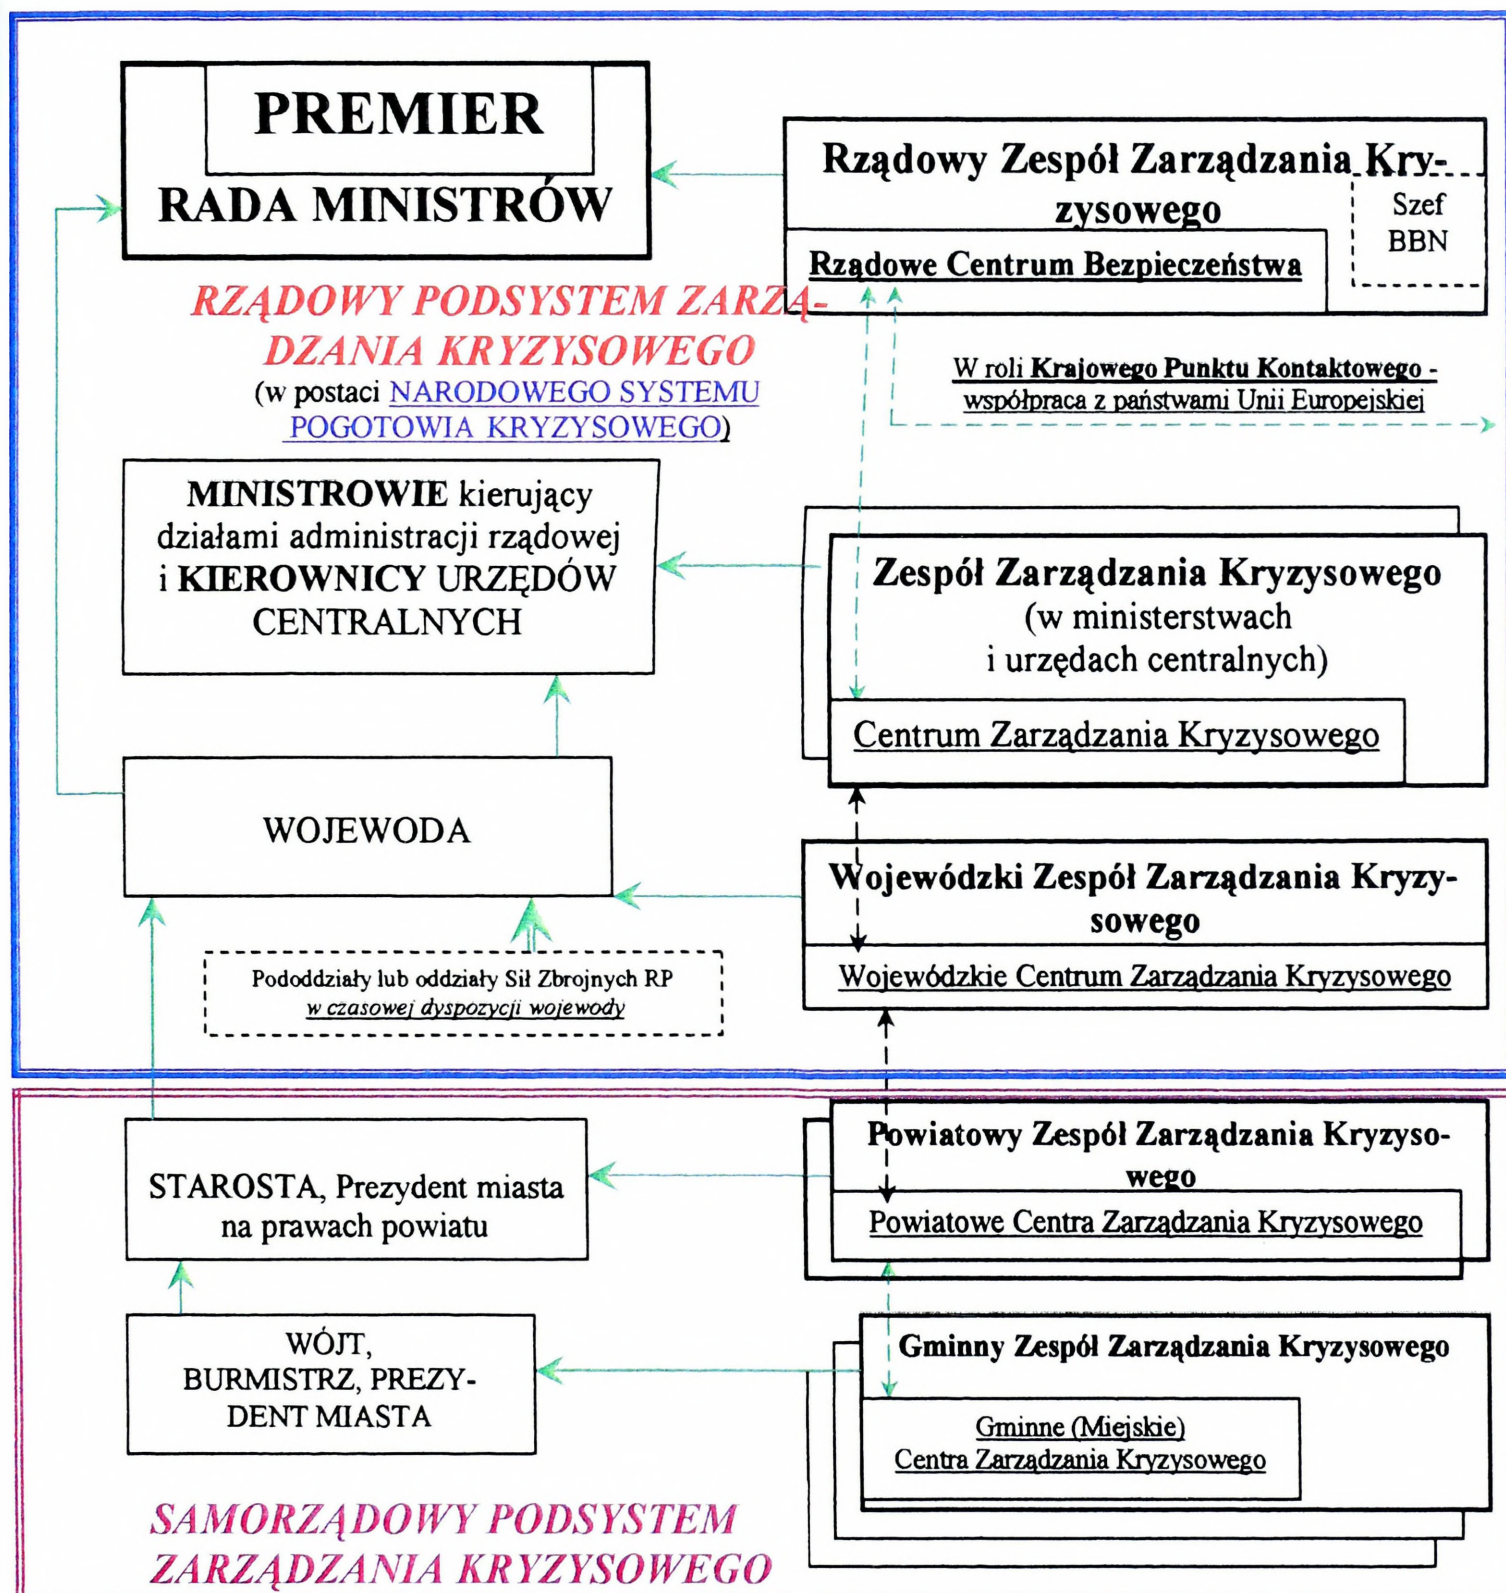 PREMIER
RADA MINISTRÓW
Rządowy Zespół Zarządzania Kry-
zysowego
Szef
BBN
Rządowe Centrum Bezpieczeństwa
RZĄDOWY PODSYSTEM ZARZĄ-
DZANIA KRYZYSOWEGO
(w postaci NARODOWEGO SYSTEMU
POGOTOWIA KRYZYSOWEGO)
W roli Krajowego Punktu Kontaktowego -
współpraca z państwami Unii Europejskiej
MINISTROWIE kierujący
działami administracji rządowej
i KIEROWNICY URZĘDÓW
CENTRALNYCH
Zespół Zarządzania Kryzysowego
(w ministerstwach
i urzędach centralnych)
Centrum Zarządzania Kryzysowego
WOJEWODA
Wojewódzki Zespół Zarządzania Kryzy-
sowego
Wojewódzkie Centrum Zarządzania Kryzysowego
Pododdziały lub oddziały Sił Zbrojnych RP
w czasowej dyspozycji wojewody
STAROSTA, Prezydent miasta
na prawach powiatu
Powiatowy Zespół Zarządzania Kryzyso-
wego
Powiatowe Centra Zarządzania Kryzysowego
WÓJT,
BURMISTRZ, PREZY-
DENT MIASTA
Gminny Zespół Zarządzania Kryzysowego
Gminne (Miejskie)
Centra Zarządzania Kryzysowego
SAMORZĄDOWY PODSYSTEM
ZARZĄDZANIA KRYZYSOWEGO